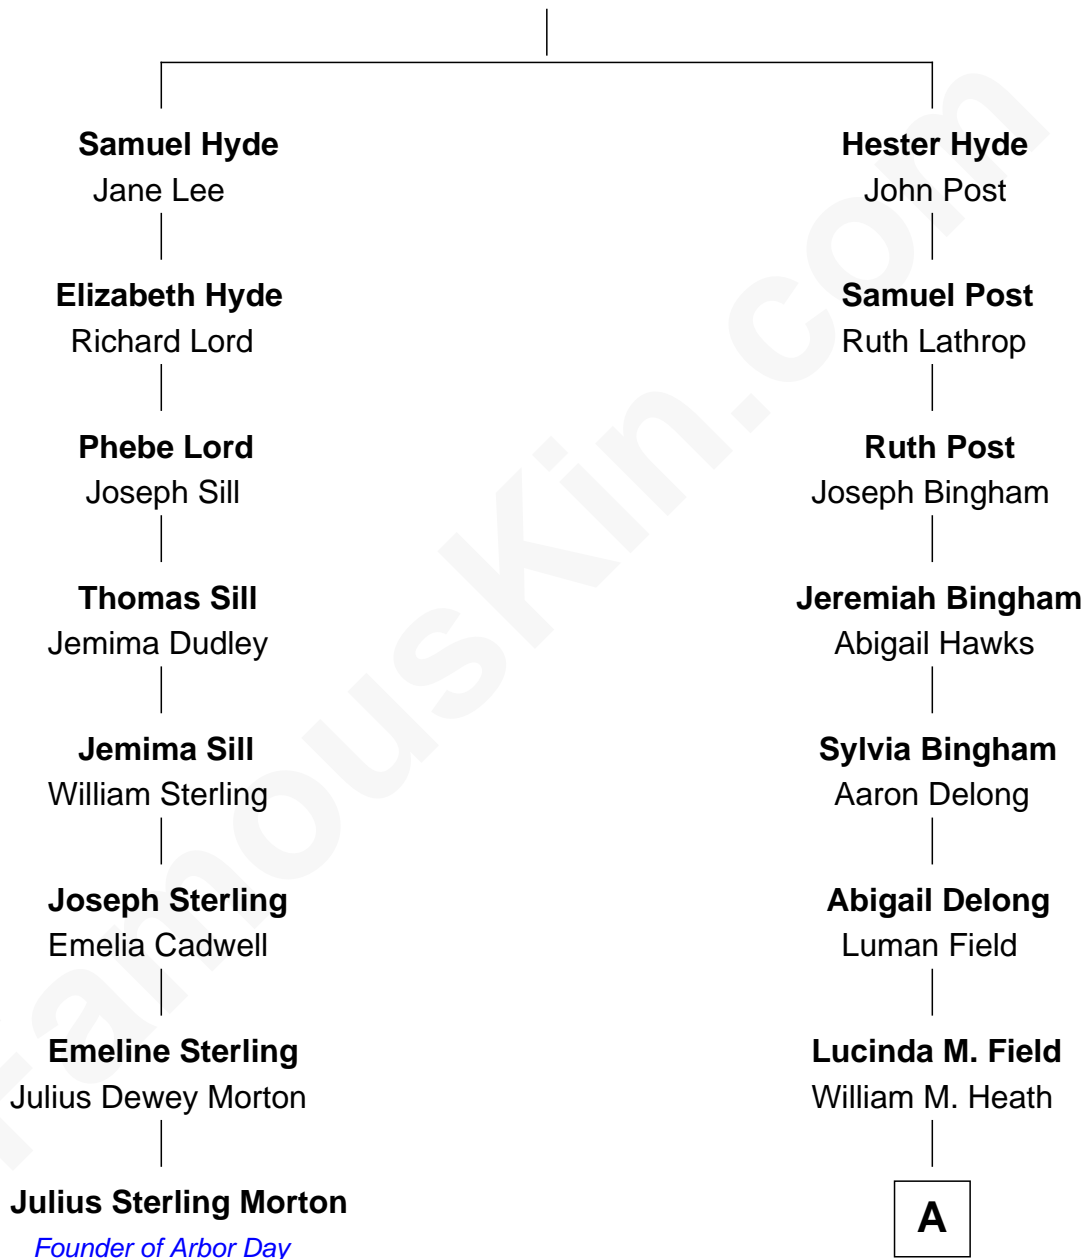 Samuel Hyde
Jane Lee
Elizabeth Hyde
Richard Lord
Phebe Lord
Joseph Sill
Thomas Sill
Jemima Dudley
Jemima Sill
William Sterling
Joseph Sterling
Emelia Cadwell
Emeline Sterling
Julius Dewey Morton
Julius Sterling Morton
Founder of Arbor Day
Hester Hyde
John Post
Samuel Post
Ruth Lathrop
Ruth Post
Joseph Bingham
Jeremiah Bingham
Abigail Hawks
Sylvia Bingham
Aaron Delong
Abigail Delong
Luman Field
Lucinda M. Field
William M. Heath
A
FamousKin.com